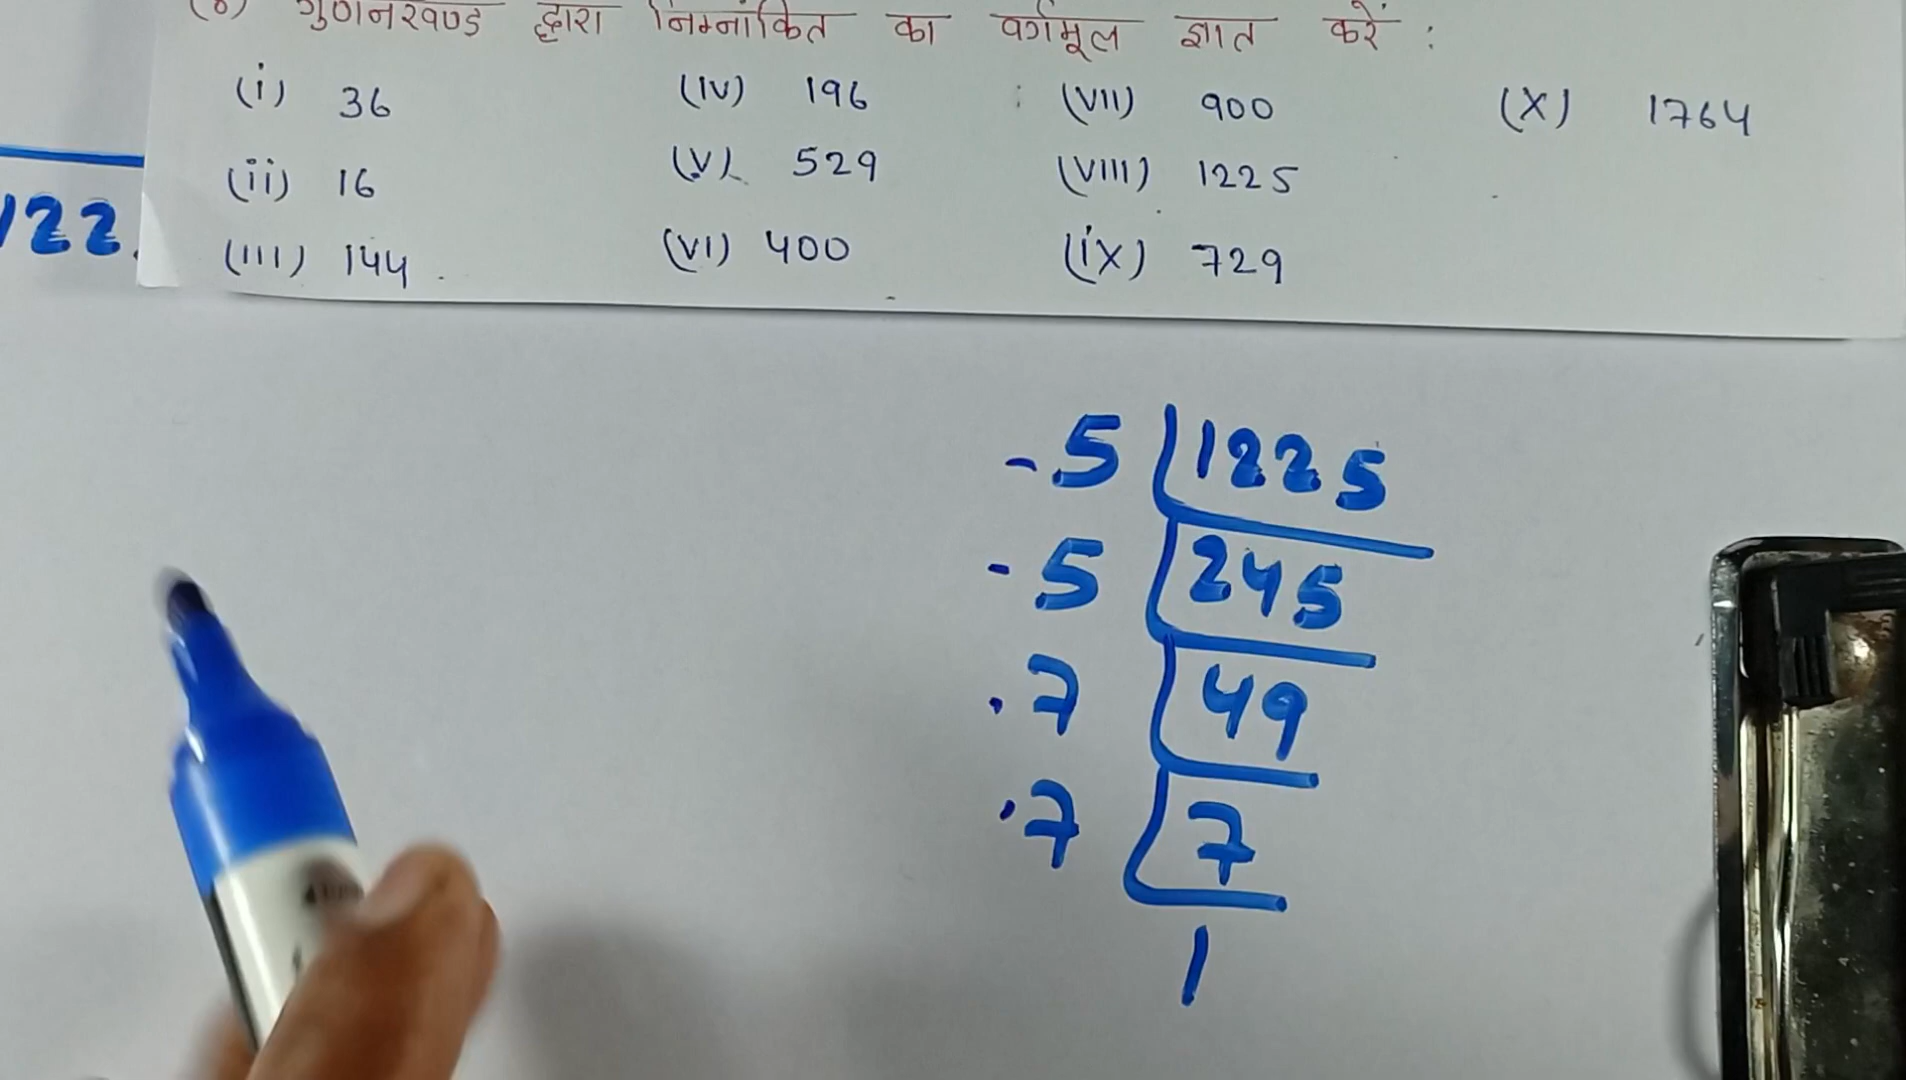 (8) गुणनखण्ड द्वारा निम्नांकित का वर्गमूल ज्ञात करें :
(i) 36 (IV) 196 (VII) 900 (X) 1764
(ii) 16 (V) 529 (VIII) 1225
(III) 144 (VI) 400 (ix) 729
122
5 1225
5 245
7 49
7 7
1